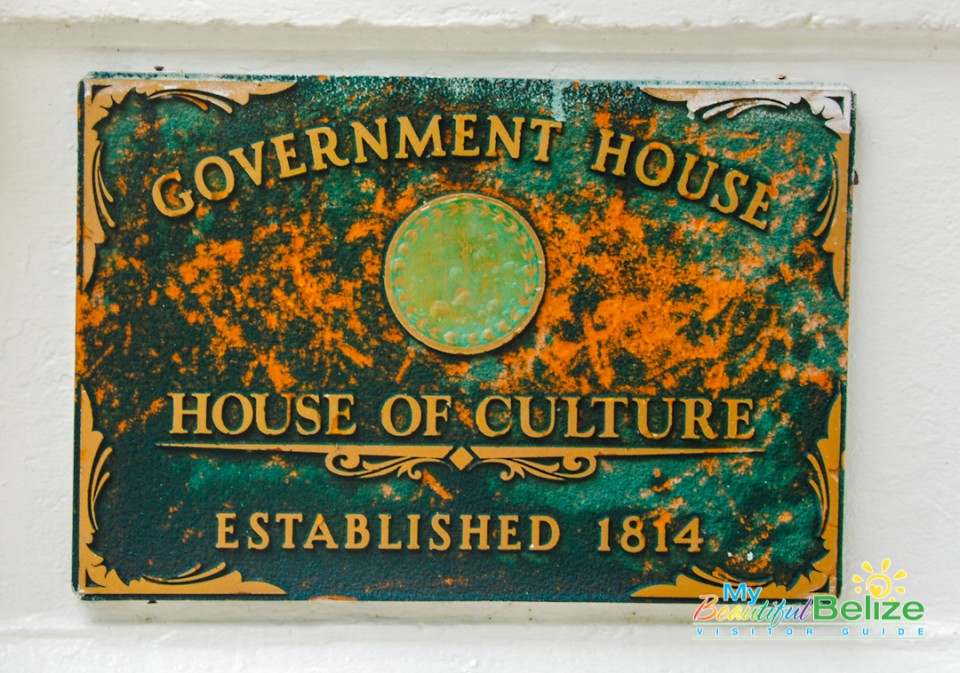 GOVERNMENT HOUSE
HOUSE OF CULTURE
ESTABLISHED 1814
My
Beautiful Belize
VISITOR GUIDE